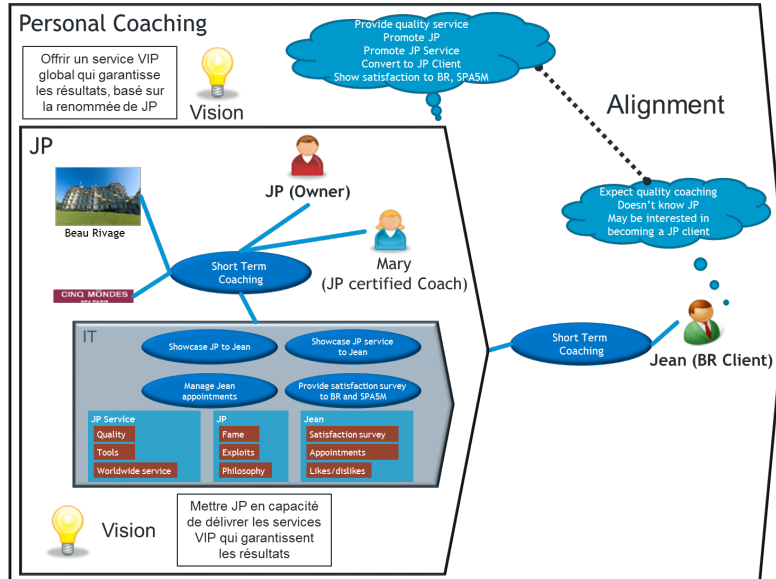 Personal Coaching
Offrir un service VIP
global qui garantisse
les résultats, basé sur
la renommée de JP
Vision
Provide quality service
Promote JP
Promote JP Service
Convert to JP Client
Show satisfaction to BR, SPA5M
Alignment
Expect quality coaching
Doesn't know JP
May be interested in
becoming a JP client
JP
Beau Rivage
JP (Owner)
Mary
(JP certified Coach)
Short Term
Coaching
CINQ MONDES
SPA PARIS
IT
Showcase JP to Jean
Showcase JP service
to Jean
Manage Jean
appointments
Provide satisfaction survey
to BR and SPA5M
JP Service
Quality
Tools
Worldwide service
JP
Fame
Exploits
Philosophy
Jean
Satisfaction survey
Appointments
Likes/dislikes
Short Term
Coaching
Jean (BR Client)
Vision
Mettre JP en capacité
de délivrer les services
VIP qui garantissent
les résultats